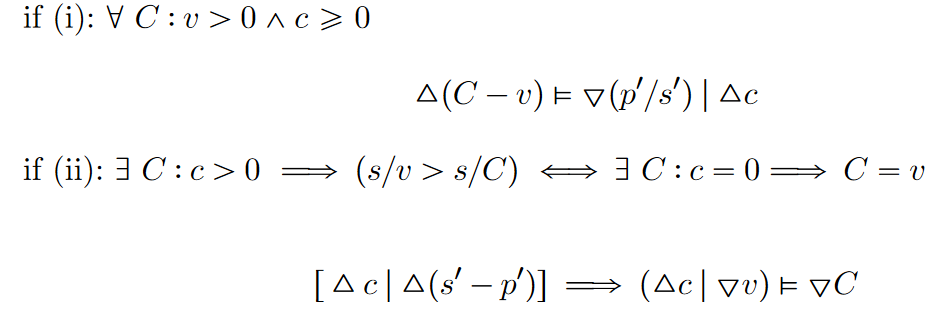 if (i): ∀ C : v > 0 ∧ c ⩾ 0
△(C − v) ⊨ ▽(p′/s′) | △c
if (ii): ∃ C : c > 0 ⟹ (s/v > s/C) ⟺ ∃ C : c = 0 ⟹ C = v
[ △ c | △(s′ − p′)] ⟹ (△c | ▽v) ⊨ ▽C